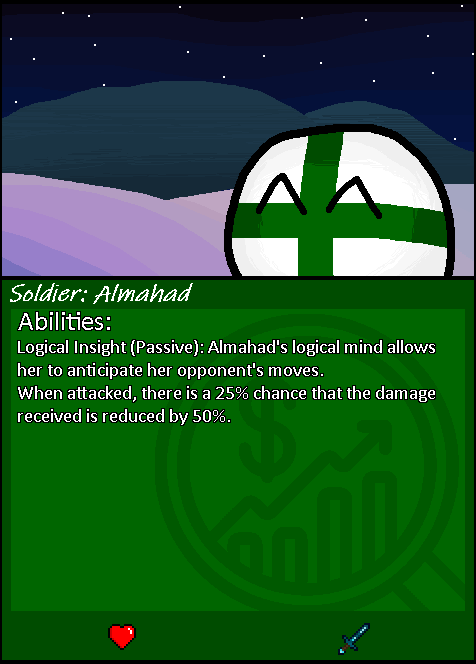 Soldier: Almahad
Abilities:
Logical Insight (Passive): Almahad's logical mind allows
her to anticipate her opponent's moves.
When attacked, there is a 25% chance that the damage
received is reduced by 50%.
$